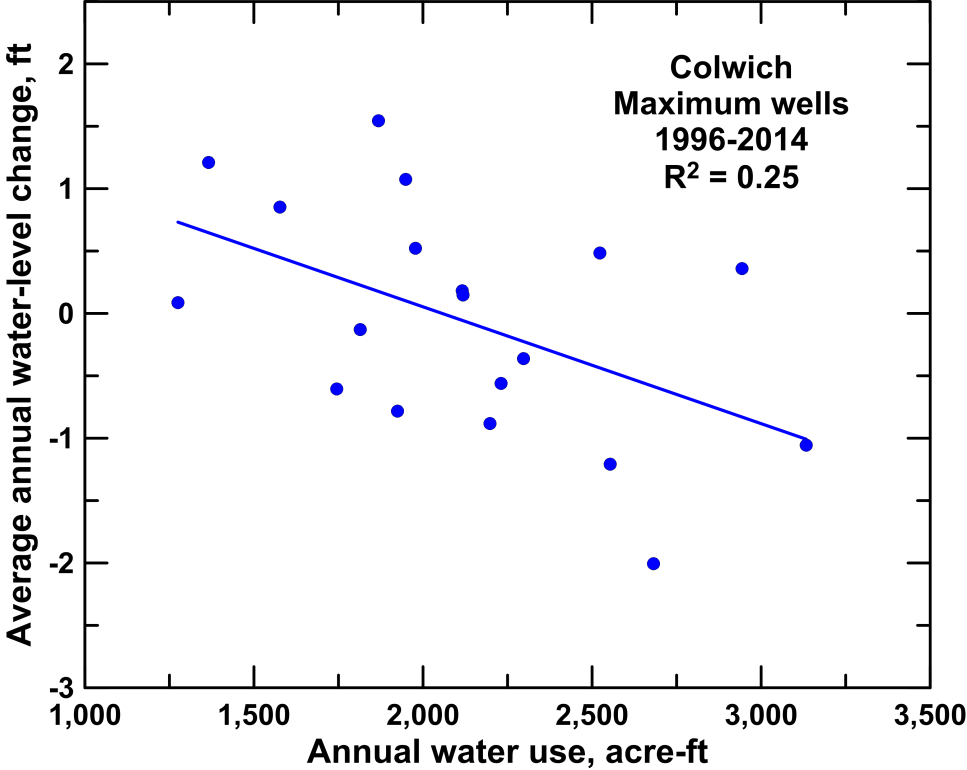 Colwich
Maximum wells
1996-2014
R² = 0.25
Average annual water-level change, ft
2
1
0
-1
-2
-3
1,000 1,500 2,000 2,500 3,000 3,500
Annual water use, acre-ft